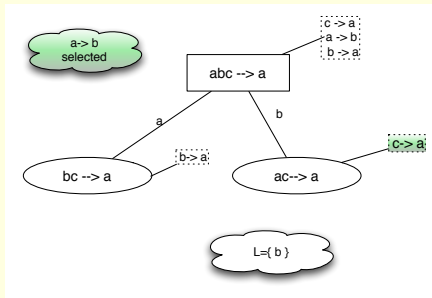 a-> b
selected
c -> a
a -> b
b -> a
abc --> a
a
b
bc --> a
b-> a
ac--> a
c-> a
L={ b }